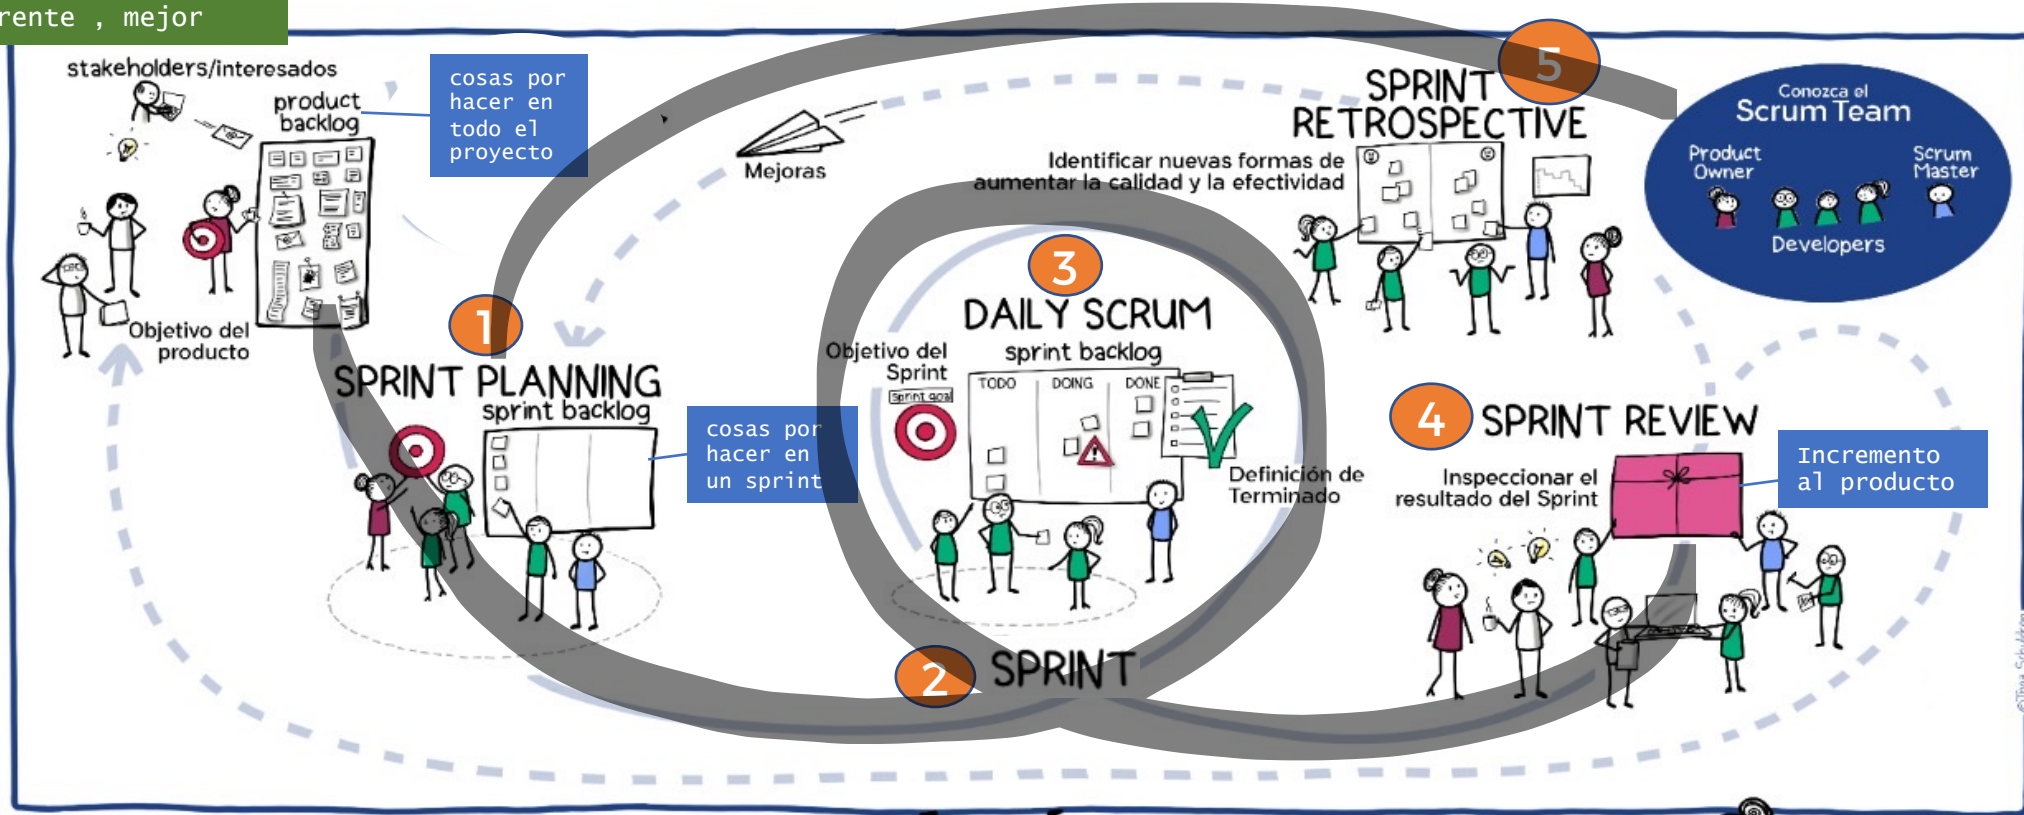 rente , mejor
stakeholders/interesados
product
backlog
cosas por
hacer en
todo el
proyecto
Objetivo del
producto
1
SPRINT PLANNING
sprint backlog
cosas por
hacer en
un sprint
Mejoras
2
SPRINT
3
DAILY SCRUM
sprint backlog
Objetivo del
Sprint
sprint goal
TODO DOING DONE
Definición de
Terminado
5
SPRINT
RETROSPECTIVE
Identificar nuevas formas de
aumentar la calidad y la efectividad
4
SPRINT REVIEW
Inspeccionar el
resultado del Sprint
Incremento
al producto
Conozca el
Scrum Team
Product
Owner
Scrum
Master
Developers